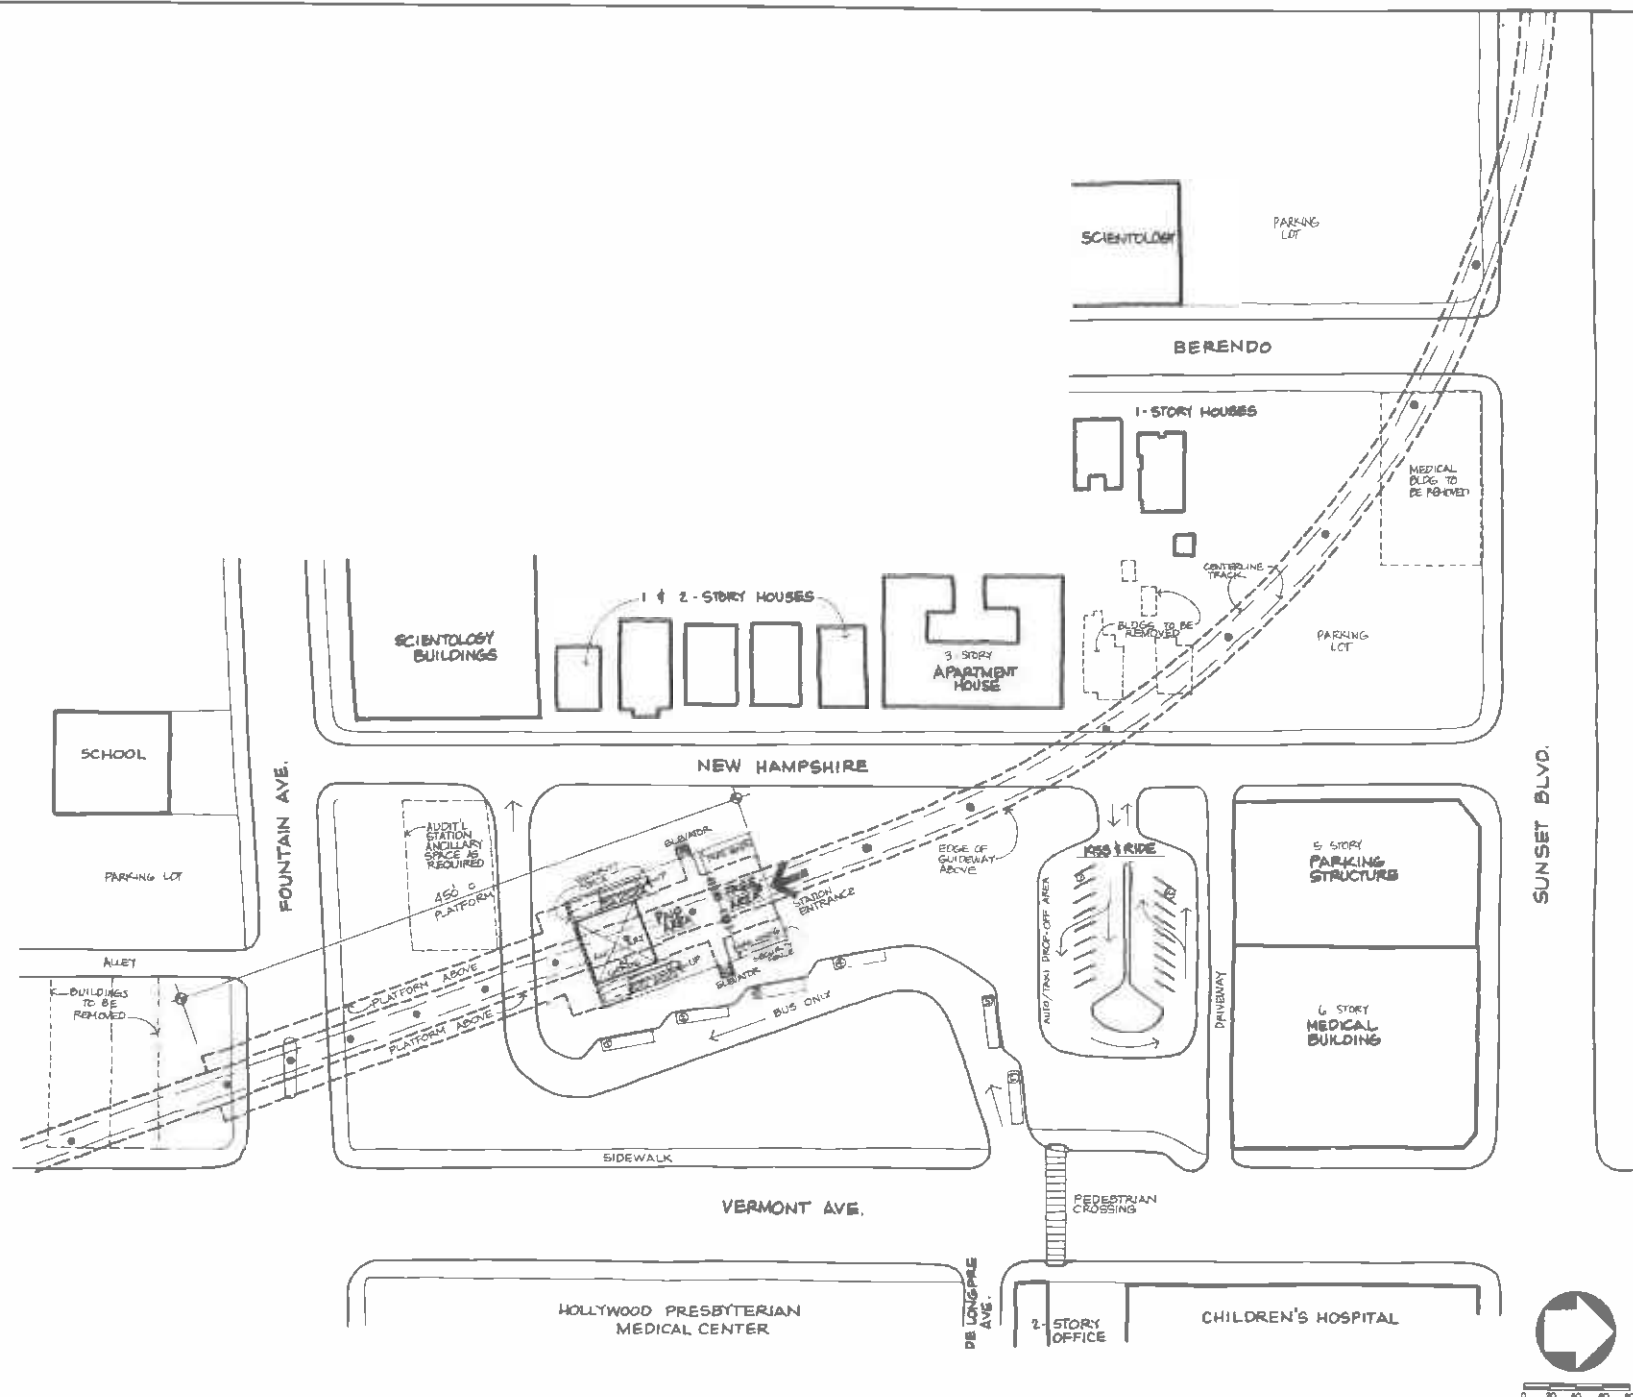 SCIENTOLOGY
PARKING
LOT
BERENDO
1-STORY HOUSES
MEDICAL
BLDG TO
BE REMOVED
CENTERLINE
TRACK
1 & 2-STORY HOUSES
BLDGS TO BE
REMOVED
PARKING
LOT
SCIENTOLOGY
BUILDINGS
3 STORY
APARTMENT
HOUSE
SCHOOL
NEW HAMPSHIRE
FOUNTAIN AVE.
SUNSET BLVD.
AUDIT'L
STATION
ANCILLARY
SPACE AS
REQUIRED
450'
PLATFORM
ELEVATOR
EDGE OF
GUIDEWAY
ABOVE
KISS & RIDE
5 STORY
PARKING
STRUCTURE
PARKING LOT
STATION
ENTRANCE
FREE
AREA
PAID
AREA
UP
AUTO/TAXI DROP-OFF AREA
ALLEY
BUILDINGS
TO BE
REMOVED
PLATFORM ABOVE
PLATFORM ABOVE
UP
ELEVATOR
BUS ONLY
DRIVEWAY
6 STORY
MEDICAL
BUILDING
SIDEWALK
VERMONT AVE.
PEDESTRIAN
CROSSING
HOLLYWOOD PRESBYTERIAN
MEDICAL CENTER
DE LONGPRE
AVE.
2-STORY
OFFICE
CHILDREN'S HOSPITAL